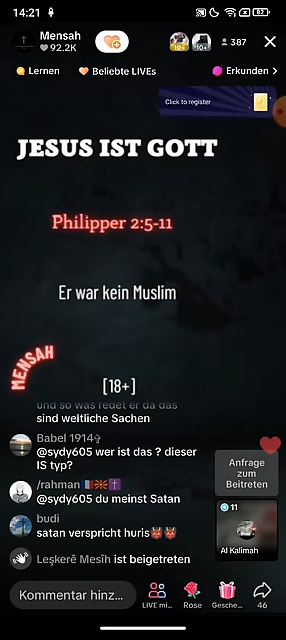 14:21
82
Mensah
92.2K
10+
10+
387
Lernen
Beliebte LIVEs
Erkunden
Click to register
JESUS IST GOTT
Philipper 2:5-11
Er war kein Muslim
MENSAH
[18+]
und so was redet er da das
sind weltliche Sachen
Babel 1914
@sydy605 wer ist das ? dieser
IS typ?
/rahman
@sydy605 du meinst Satan
budi
satan verspricht huris
Leşkerê Mesîh ist beigetreten
Anfrage
zum
Beitreten
11
Al Kalimah
Kommentar hinz...
LIVE mi...
Rose
Gesche...
46